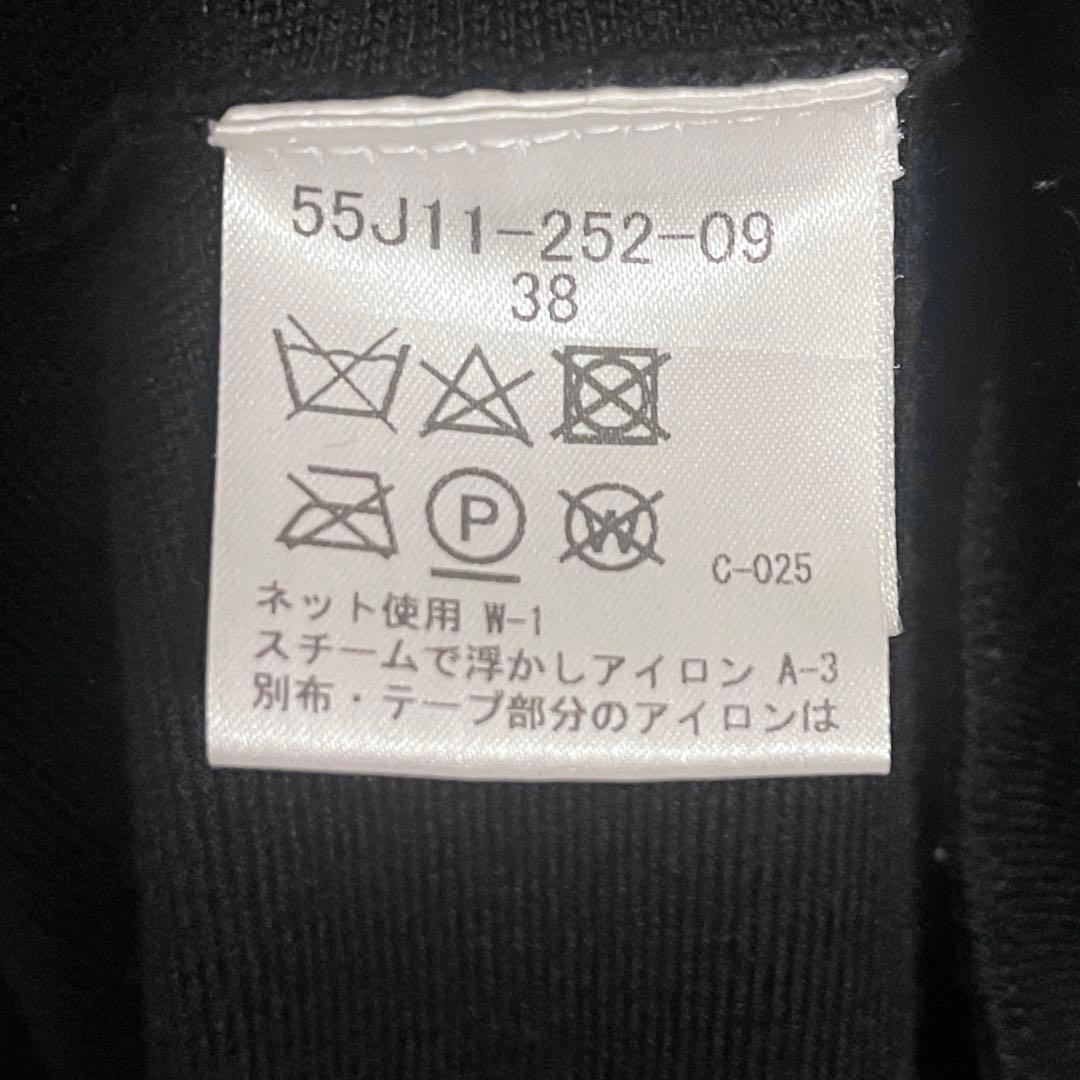 55J11-252-09
38
P W
C-025
ネット使用 W-1
スチームで浮かしアイロン A-3
別布・テープ部分のアイロンは